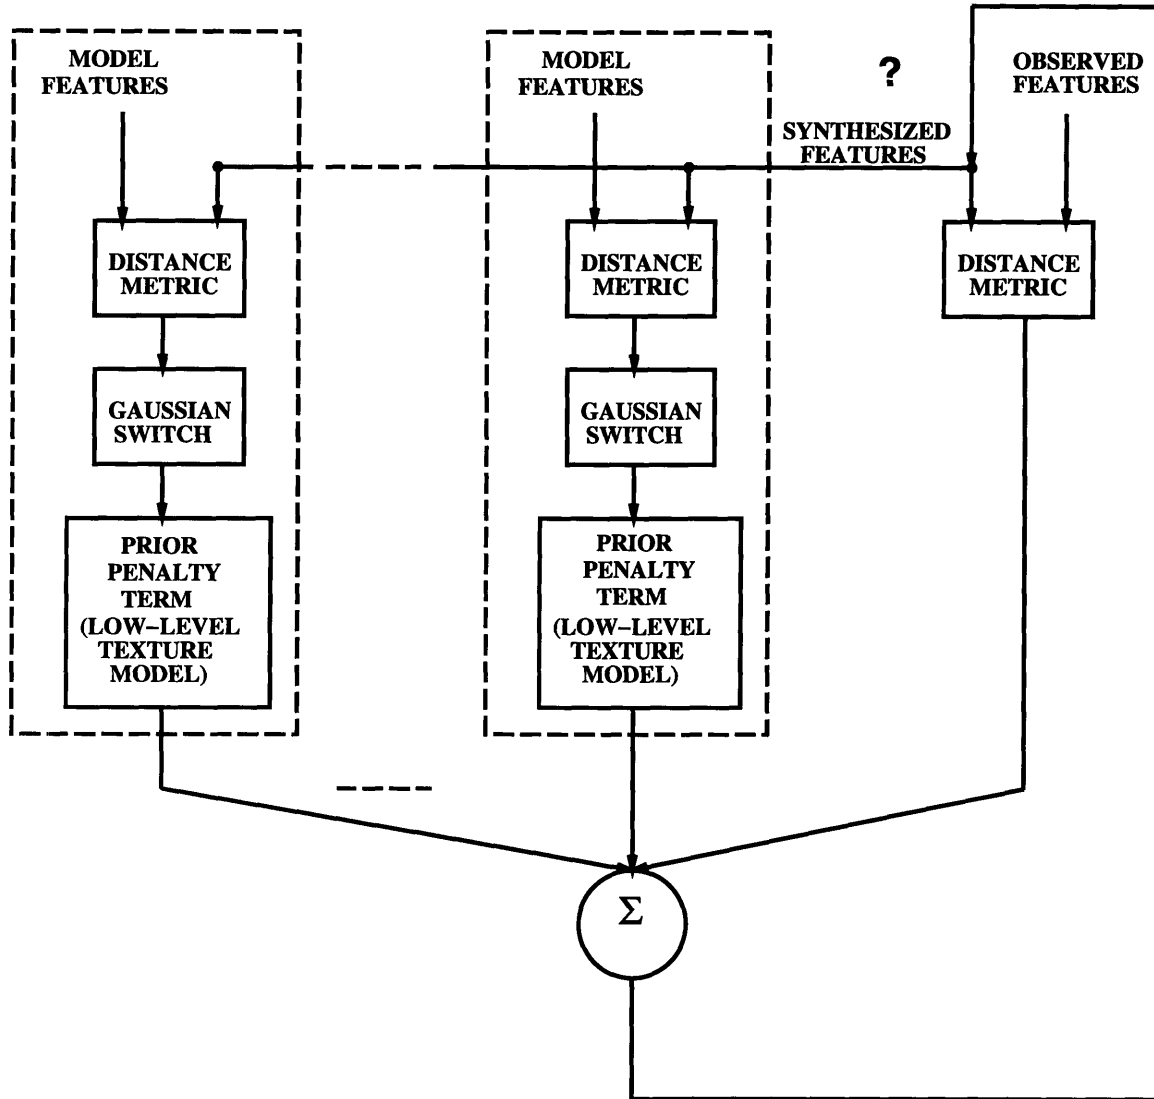 MODEL
FEATURES
MODEL
FEATURES
?
OBSERVED
FEATURES
SYNTHESIZED
FEATURES
DISTANCE
METRIC
DISTANCE
METRIC
DISTANCE
METRIC
GAUSSIAN
SWITCH
GAUSSIAN
SWITCH
PRIOR
PENALTY
TERM
(LOW–LEVEL
TEXTURE
MODEL)
PRIOR
PENALTY
TERM
(LOW–LEVEL
TEXTURE
MODEL)
Σ